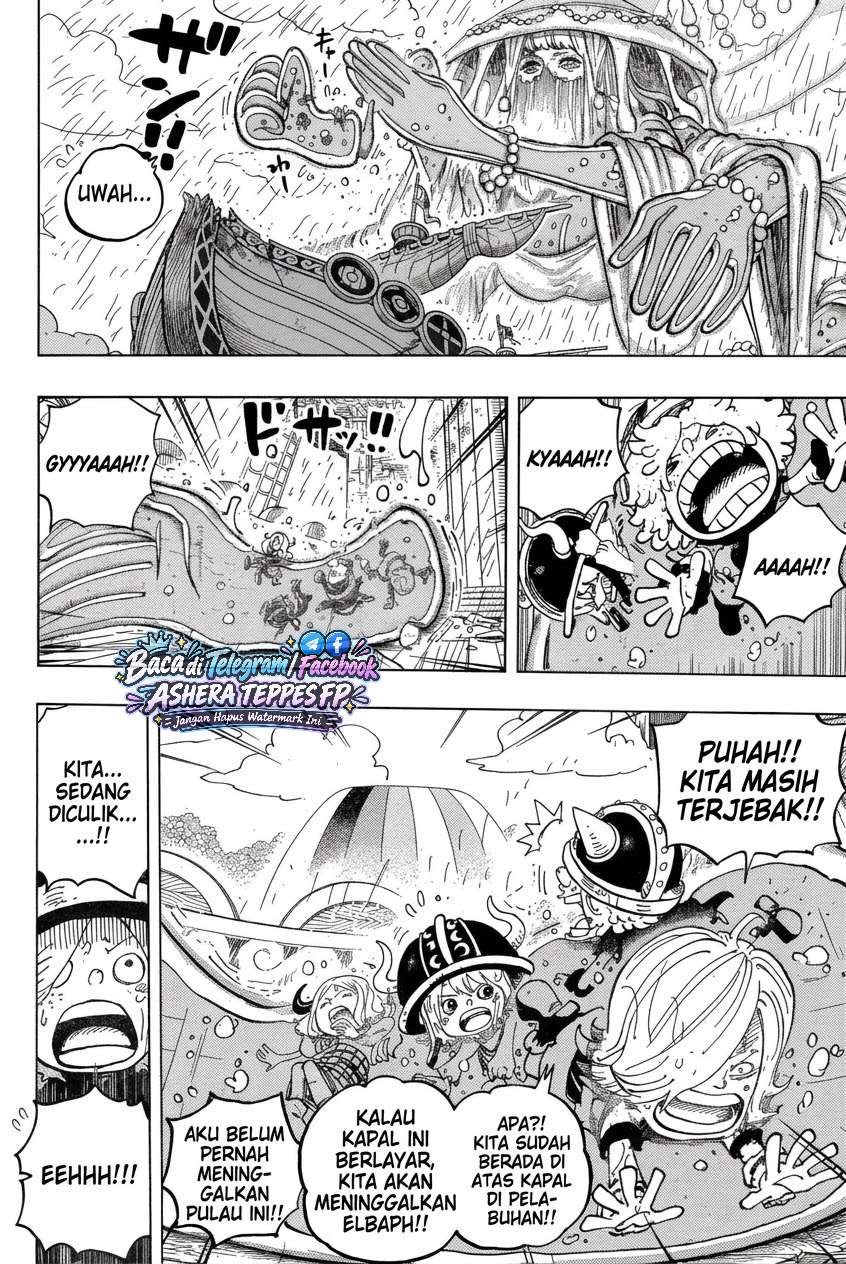 ザン!!
キャー
わー
UWAH...
KYAAAH!!
AAAAH!!
ドサッ!!
GYYYAAAH!!
Baca di Telegram/Facebook
ASHERA TEPPES FP
Jangan Hapus Watermark Ini
PUHAH!!
KITA MASIH
TERJEBAK!!
APA?!
KITA SUDAH
BERADA DI
ATAS KAPAL
DI PELA-
BUHAN!!
KALAU
KAPAL INI
BERLAYAR,
KITA AKAN
MENINGGALKAN
ELBAPH!!
AKU BELUM
PERNAH
MENING-
GALKAN
PULAU INI!!
KITA...
SEDANG
DICULIK...
...!!
EEHHH!!!